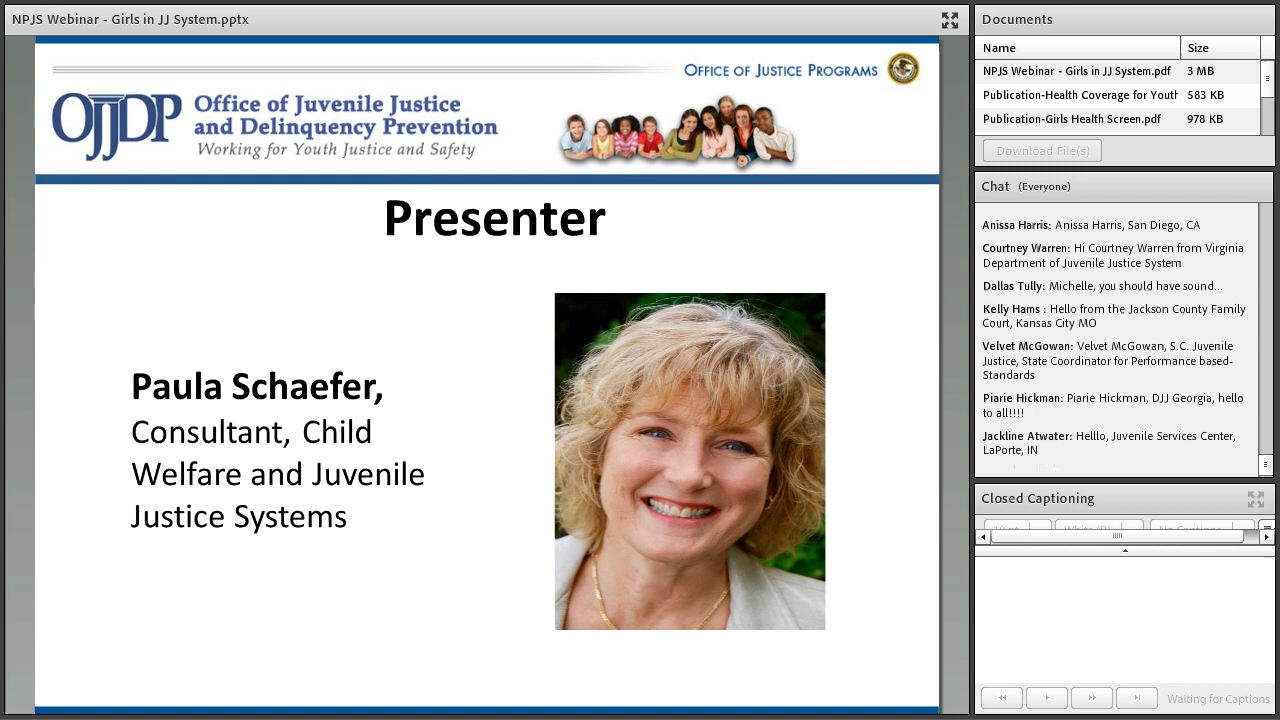 NPJS Webinar - Girls in JJ System.pptx
OFFICE OF JUSTICE PROGRAMS
OJJDP
Office of Juvenile Justice
and Delinquency Prevention
Working for Youth Justice and Safety
Presenter
Paula Schaefer,
Consultant, Child
Welfare and Juvenile
Justice Systems
Documents
Name Size
NPJS Webinar - Girls in JJ System.pdf 3 MB
Publication-Health Coverage for Youth 583 KB
Publication-Girls Health Screen.pdf 978 KB
Download File(s)
Chat (Everyone)
Anissa Harris: Anissa Harris, San Diego, CA
Courtney Warren: Hi Courtney Warren from Virginia
Department of Juvenile Justice System
Dallas Tully: Michelle, you should have sound...
Kelly Hams : Hello from the Jackson County Family
Court, Kansas City MO
Velvet McGowan: Velvet McGowan, S.C. Juvenile
Justice, State Coordinator for Performance based-
Standards
Piarie Hickman: Piarie Hickman, DJJ Georgia, hello
to all!!!!
Jackline Atwater: Helllo, Juvenile Services Center,
LaPorte, IN
Closed Captioning
Waiting for Captions